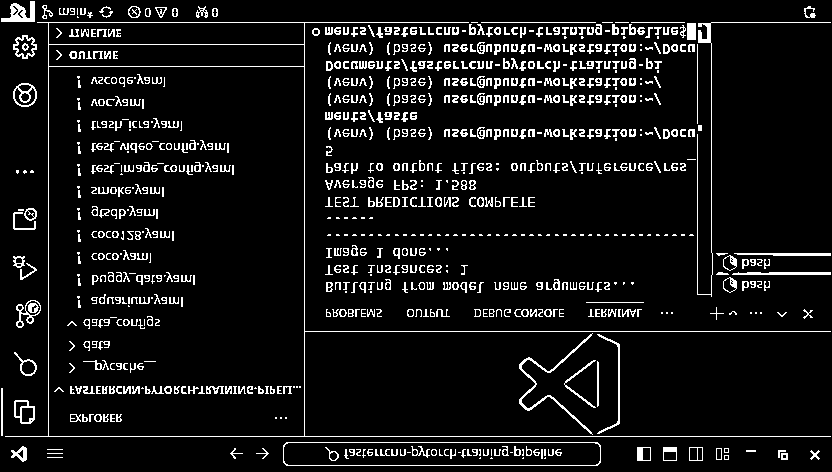 fasterrcnn-pytorch-training-pipeline
EXPLORER
FASTERRCNN-PYTORCH-TRAINING-PIPELI...
__pycache__
data
data_configs
aquarium.yaml
buggy_data.yaml
coco.yaml
coco128.yaml
gtsdb.yaml
smoke.yaml
test_image_config.yaml
test_video_config.yaml
trash_icra.yaml
voc.yaml
vscode.yaml
OUTLINE
TIMELINE
PROBLEMS OUTPUT DEBUG CONSOLE TERMINAL
Building from model name arguments...
Test instances: 1
Image 1 done...
--------------------------------------------
------
TEST PREDICTIONS COMPLETE
Average FPS: 1.588
Path to output files: outputs/inference/res_
5
(venv) (base) user@ubuntu-workstation:~/Docu
ments/faste
(venv) (base) user@ubuntu-workstation:~/
(venv) (base) user@ubuntu-workstation:~/
Documents/fasterrcnn-pytorch-training-pi
(venv) (base) user@ubuntu-workstation:~/Docu
ments/fasterrcnn-pytorch-training-pipeline$
bash
bash
main* 0 0 0